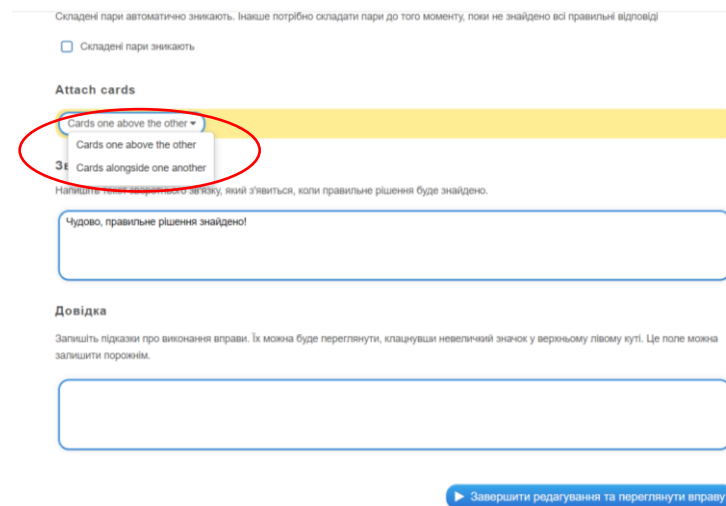 Складені пари автоматично зникають. Інакше потрібно складати пари до того моменту, поки не знайдено всі правильні відповіді
Складені пари зникають
Attach cards
Cards one above the other
Cards one above the other
Cards alongside one another
Напишіть текст зворотнього зв'язку, який з'явиться, коли правильне рішення буде знайдено.
Чудово, правильне рішення знайдено!
Довідка
Запишіть підказки про виконання вправи. Їх можна буде переглянути, клацнувши невеличкий значок у верхньому лівому куті. Це поле можна
залишити порожнім.
Завершити редагування та переглянути вправу